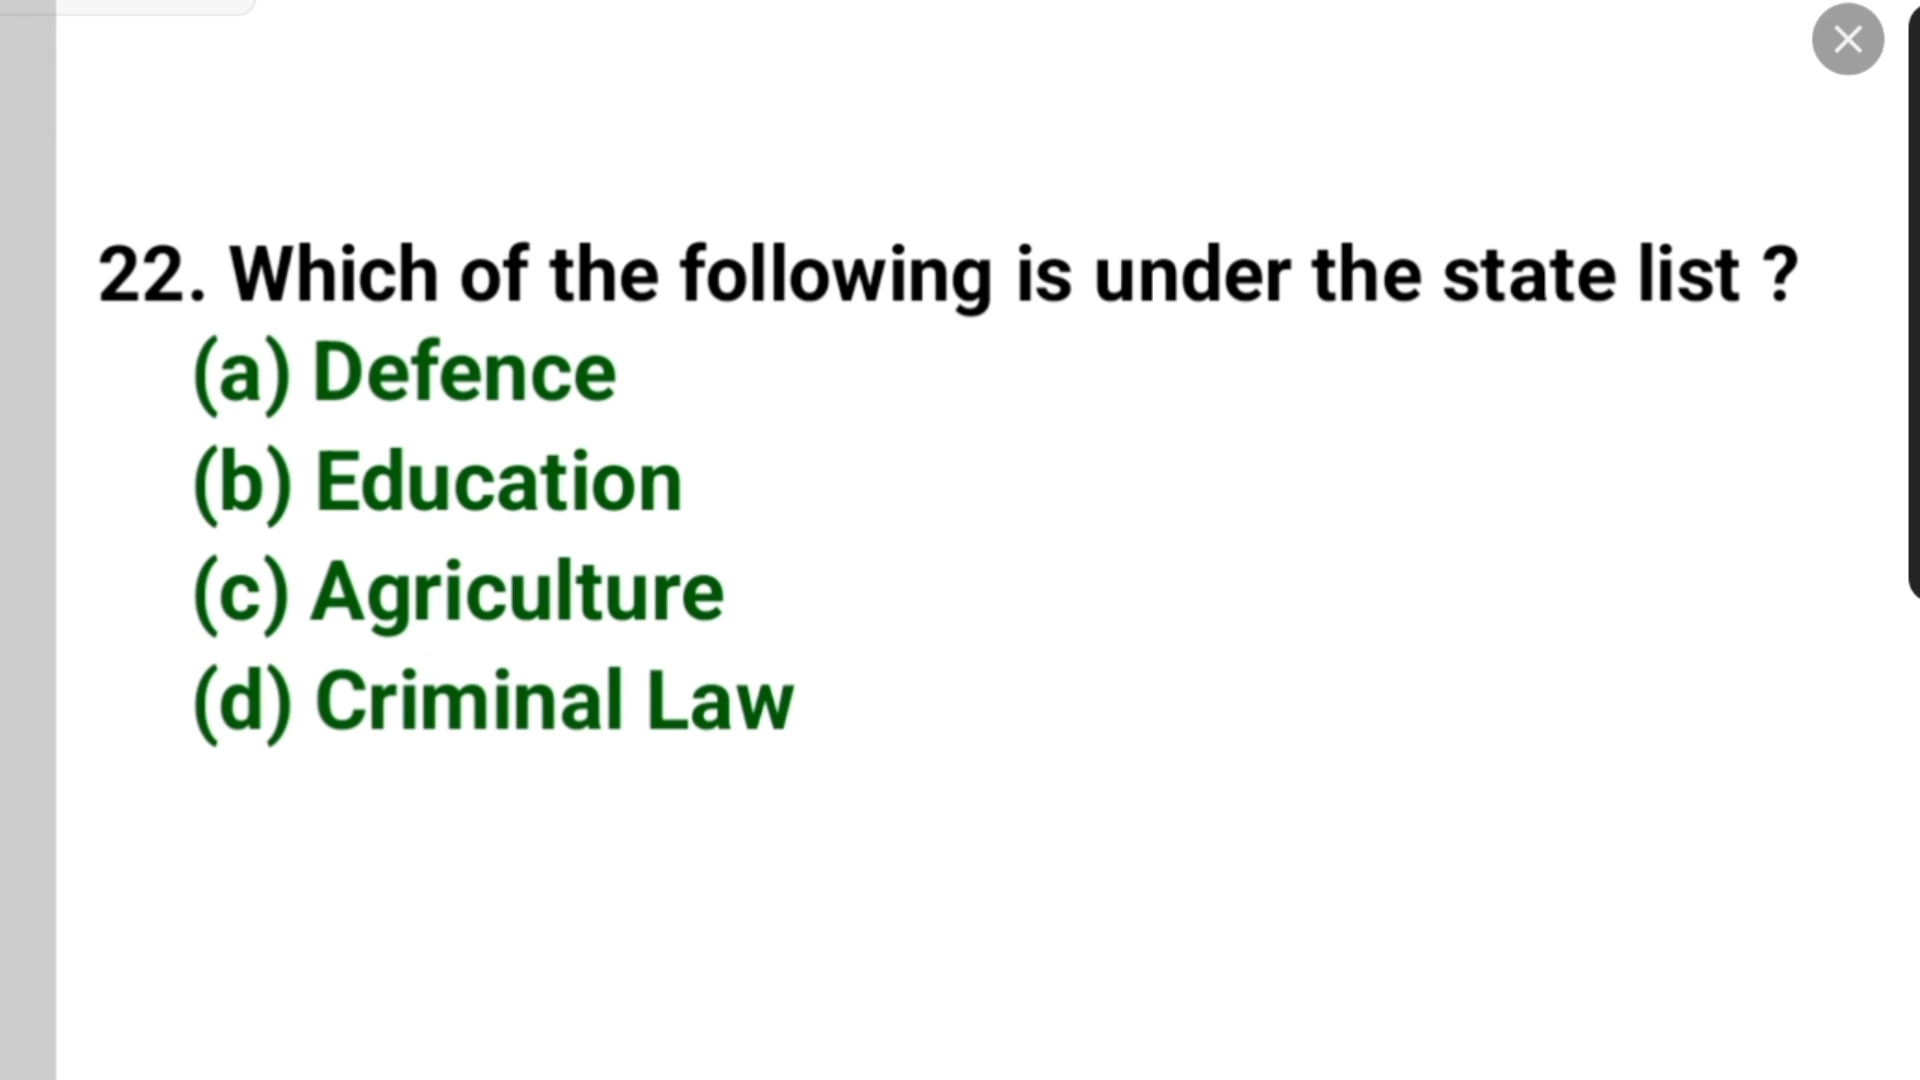 22. Which of the following is under the state list ?
(a) Defence
(b) Education
(c) Agriculture
(d) Criminal Law